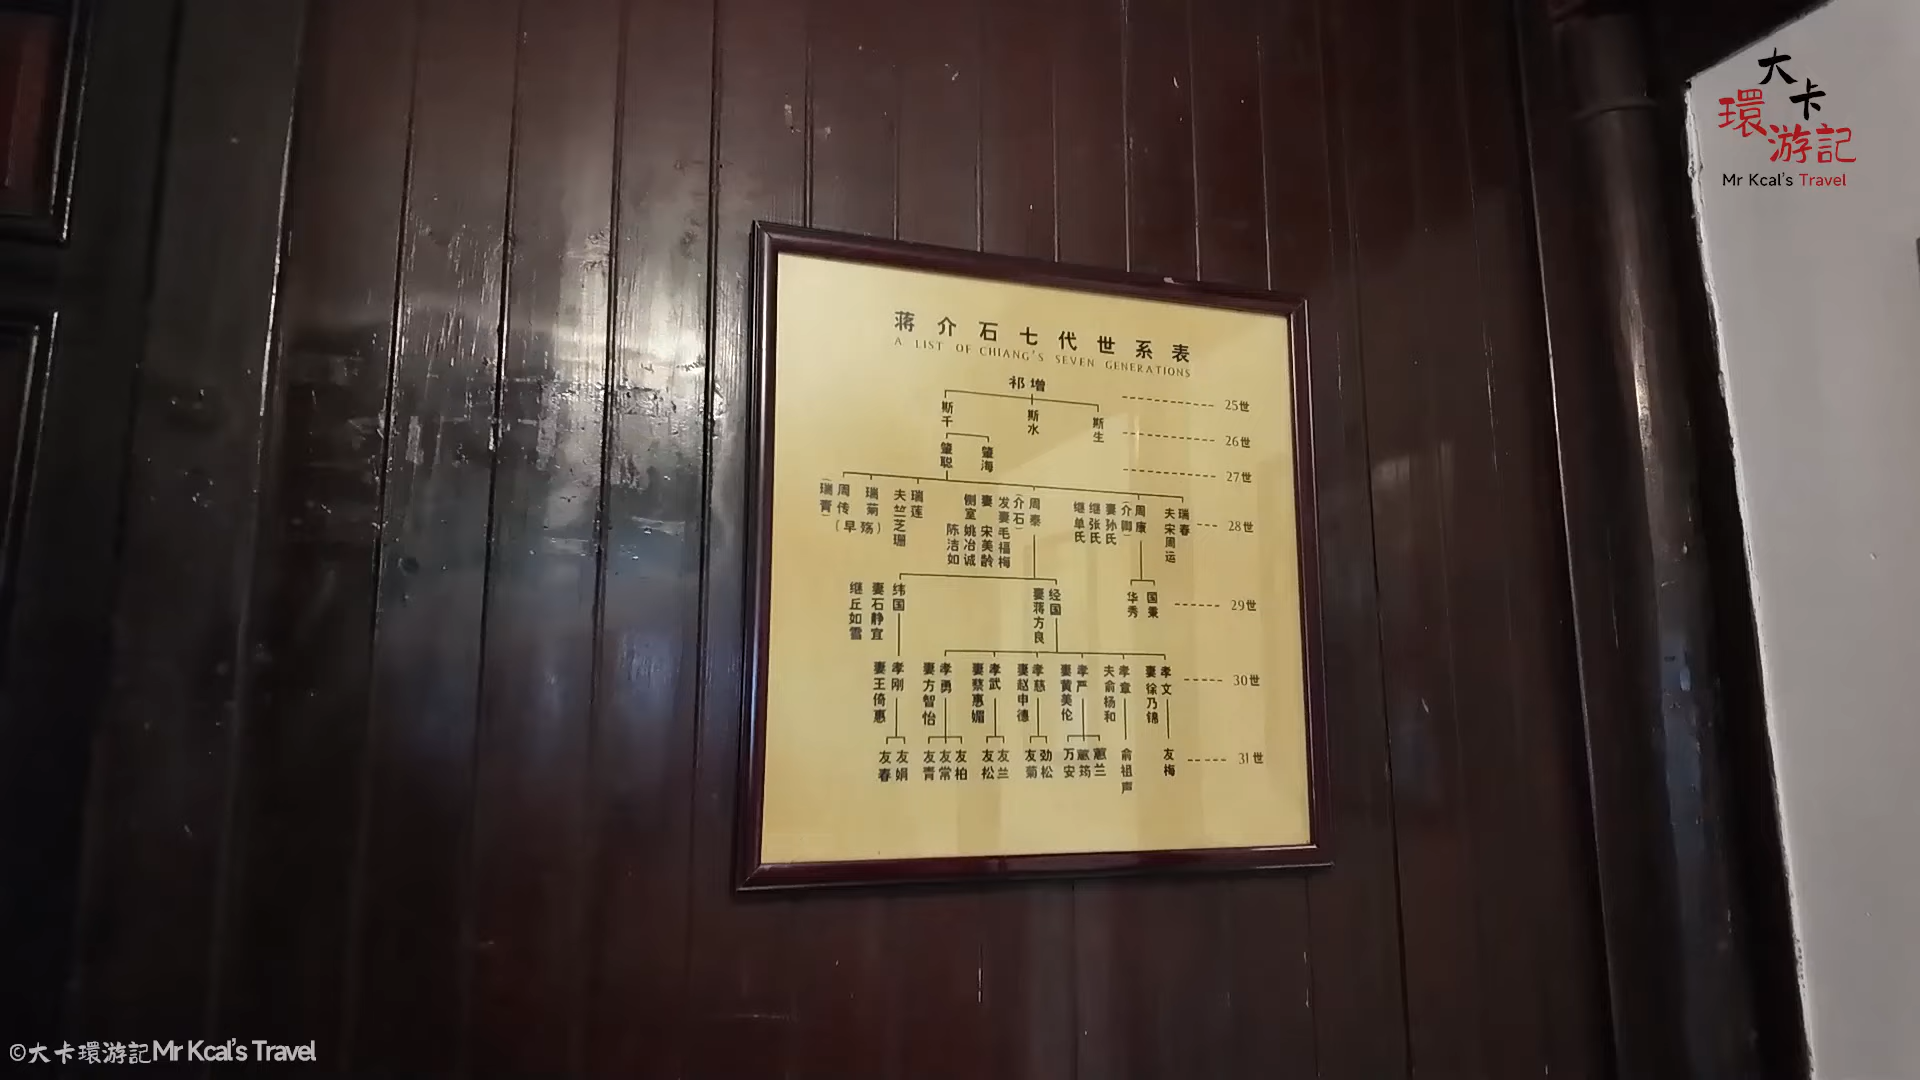 大卡
環游記
Mr Kcal's Travel
蒋介石七代世系表
A LIST OF CHIANG'S SEVEN GENERATIONS
祁增
25世
斯千
斯水
斯生
26世
肇聪
肇海
27世
瑞春
夫宋周运
周康
(介卿)
妻孙氏
继张氏
继单氏
周泰
(介石)
发妻毛福梅
妻宋美龄
侧室姚冶诚
陈洁如
瑞莲
夫竺芝珊
瑞菊
(早殇)
周传
(瑞青)
28世
国秉
华秀
经国
妻蒋方良
纬国
妻石静宜
继丘如雪
29世
孝文
妻徐乃锦
孝章
夫俞杨和
孝严
妻黄美伦
孝慈
妻赵申德
孝武
妻蔡惠媚
孝勇
妻方智怡
孝刚
妻王倚惠
30世
友梅
俞祖声
蕙兰
蕙筠
万安
劲松
友菊
友兰
友松
友柏
友常
友青
友娟
友春
31世
©大卡環游記Mr Kcal's Travel